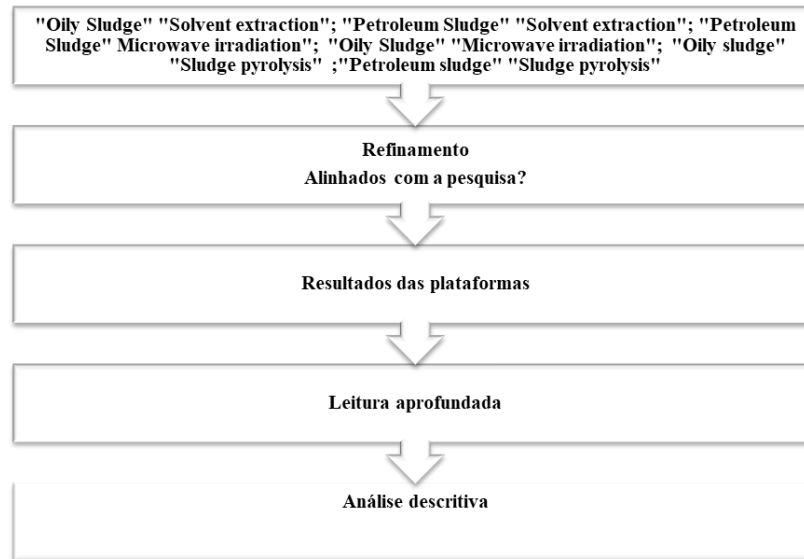 "Oily Sludge" "Solvent extraction"; "Petroleum Sludge" "Solvent extraction"; "Petroleum
Sludge" Microwave irradiation"; "Oily Sludge" "Microwave irradiation"; "Oily sludge"
"Sludge pyrolysis" ;"Petroleum sludge" "Sludge pyrolysis"
Refinamento
Alinhados com a pesquisa?
Resultados das plataformas
Leitura aprofundada
Análise descritiva